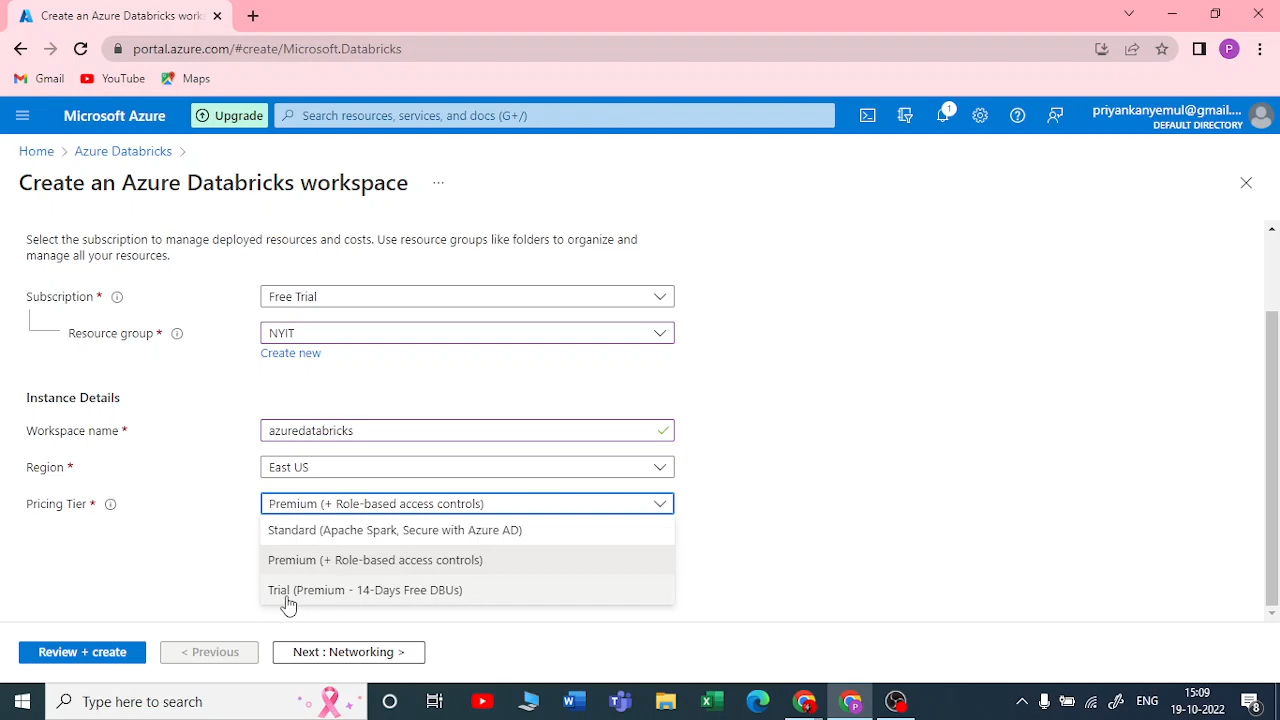 Create an Azure Databricks works
portal.azure.com/#create/Microsoft.Databricks
P
Gmail
YouTube
Maps
Microsoft Azure
Upgrade
Search resources, services, and docs (G+/)
1
priyankanyemul@gmail....
DEFAULT DIRECTORY
Home > Azure Databricks >
Create an Azure Databricks workspace ...
Select the subscription to manage deployed resources and costs. Use resource groups like folders to organize and
manage all your resources.
Subscription *
Free Trial
Resource group *
NYIT
Create new
Instance Details
Workspace name *
azuredatabricks
Region *
East US
Pricing Tier *
Premium (+ Role-based access controls)
Standard (Apache Spark, Secure with Azure AD)
Premium (+ Role-based access controls)
Trial (Premium - 14-Days Free DBUs)
Review + create
< Previous
Next : Networking >
Type here to search
ENG
15:09
19-10-2022
8